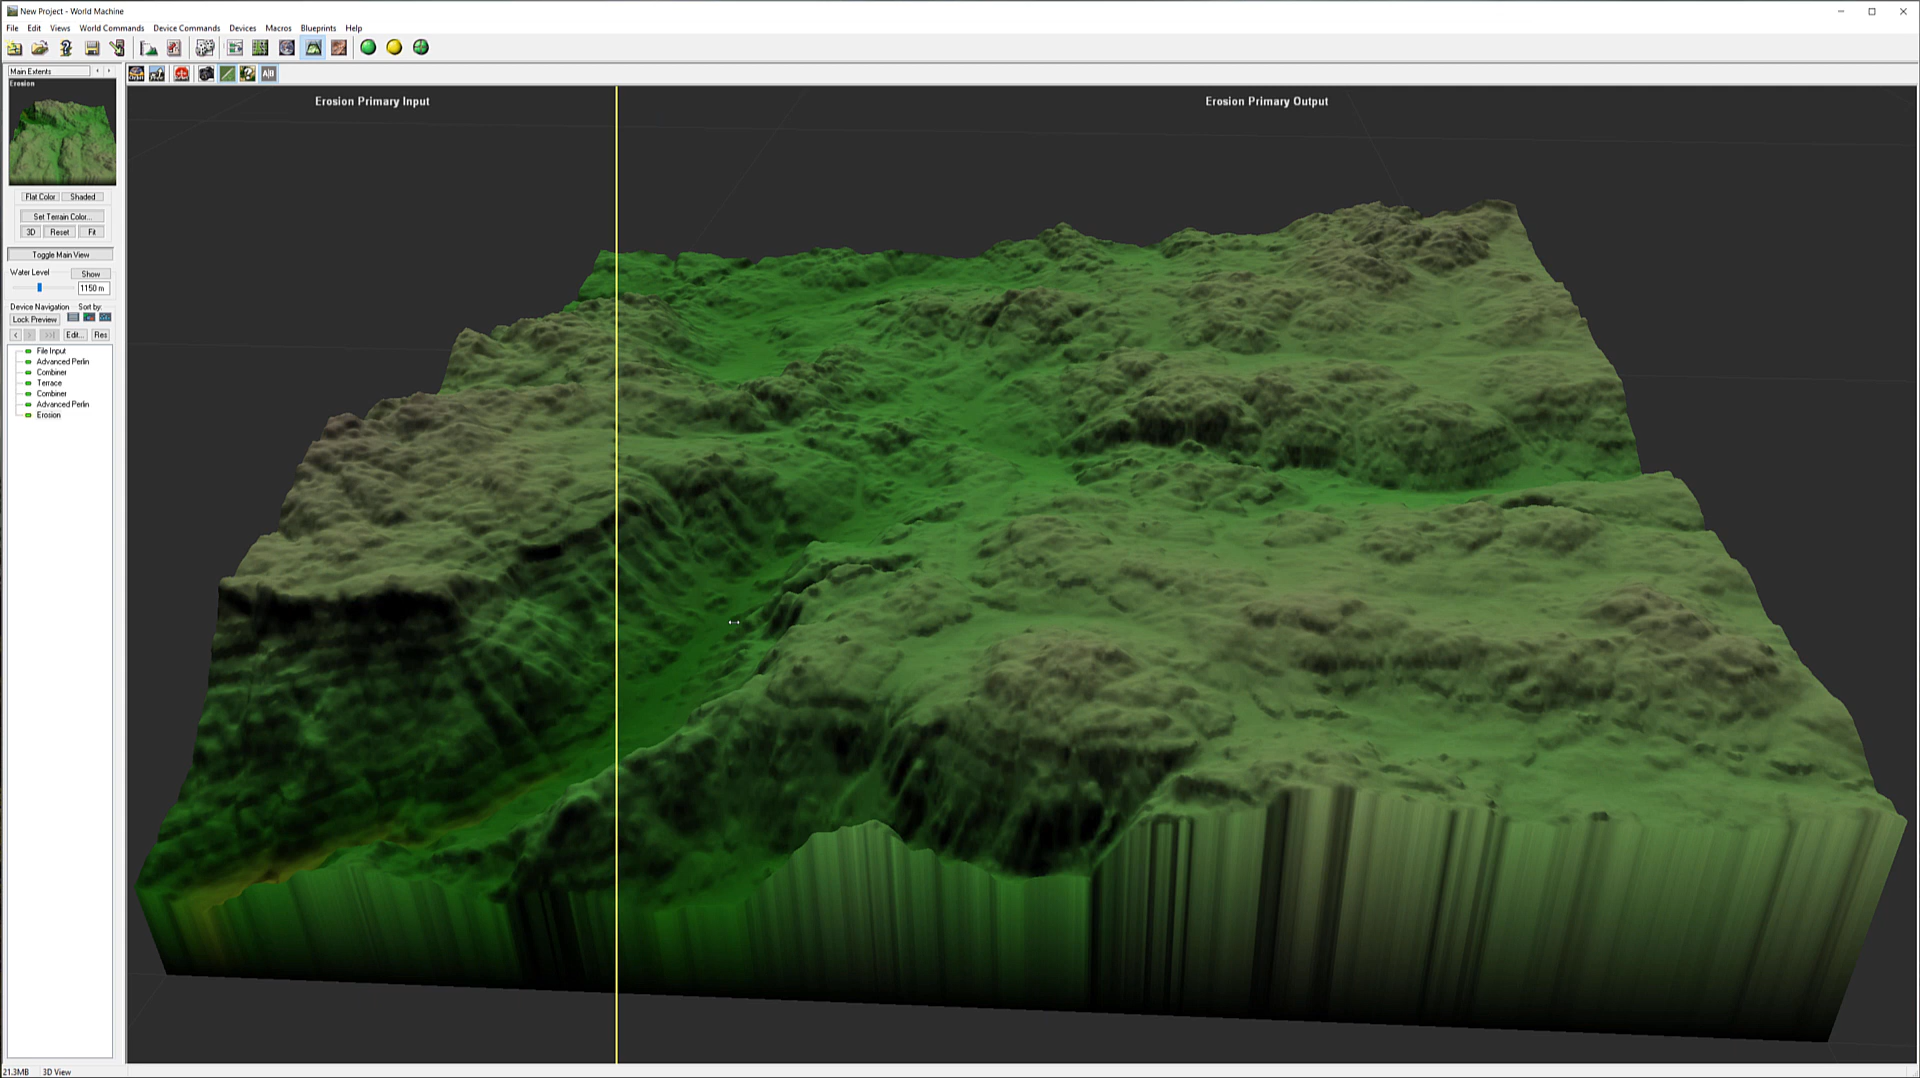 New Project - World Machine
File Edit Views World Commands Device Commands Devices Macros Blueprints Help
Main Extents
Erosion
Flat Color Shaded
Set Terrain Color...
3D Reset Fit
Toggle Main View
Water Level Show
1150 m
Device Navigation Sort by:
Lock Preview
< > >>| Edit... Res
File Input
Advanced Perlin
Combiner
Terrace
Combiner
Advanced Perlin
Erosion
A|B
Erosion Primary Input
Erosion Primary Output
21.3MB 3D View